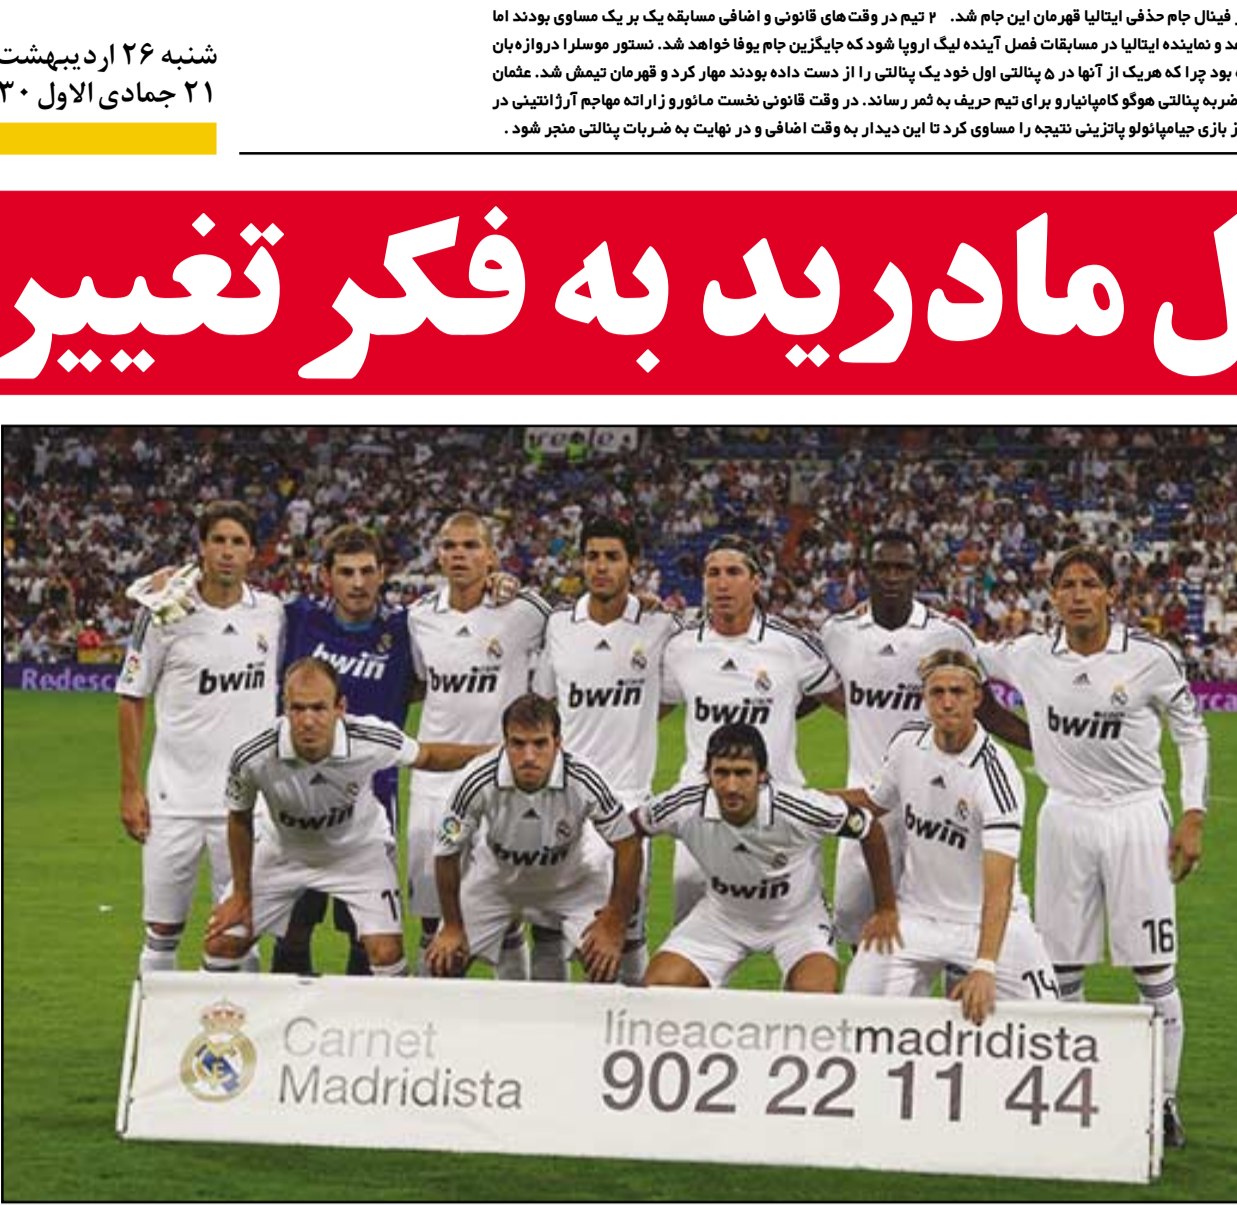 فینال جام حذفی ایتالیا قهرمان این جام شد. ۲ تیم در وقت‌های قانونی و اضافی مسابقه یک بر یک مساوی بودند اما
و نماینده ایتالیا در مسابقات فصل آینده لیگ اروپا شود که جایگزین جام یوفا خواهد شد. نستور موسلرا دروازه‌بان
بود چرا که هریک از آنها در ۵ پنالتی اول خود یک پنالتی را از دست داده بودند مهار کرد و قهرمان تیمش شد. عثمان
ضربه پنالتی هوگو کامپانیارو برای تیم حریف به ثمر رساند. در وقت قانونی نخست مائورو زاراته مهاجم آرژانتینی در
از بازی جیامپائولو پاتزینی نتیجه را مساوی کرد تا این دیدار به وقت اضافی و در نهایت به ضربات پنالتی منجر شود .
شنبه ۲۶ اردیبهشت
۲۱ جمادی الاول
ل مادرید به فکر تغییر
bwin
bwin
bwin
bwin
bwin
bwin
bwin
bwin
bwin
bwin
bwin
11
16
14
Carnet
Madridista
líneacarnetmadridista
902 22 11 44